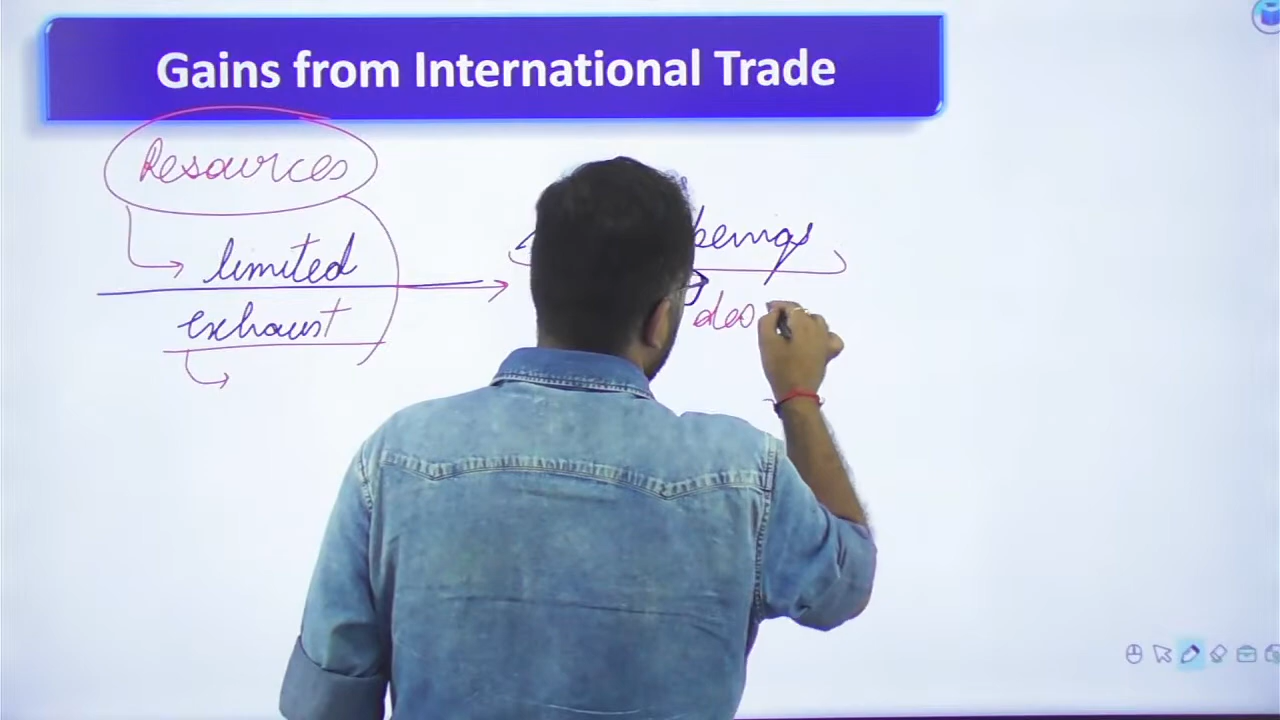 Gains from International Trade
Resources
limited
beings
exhaust